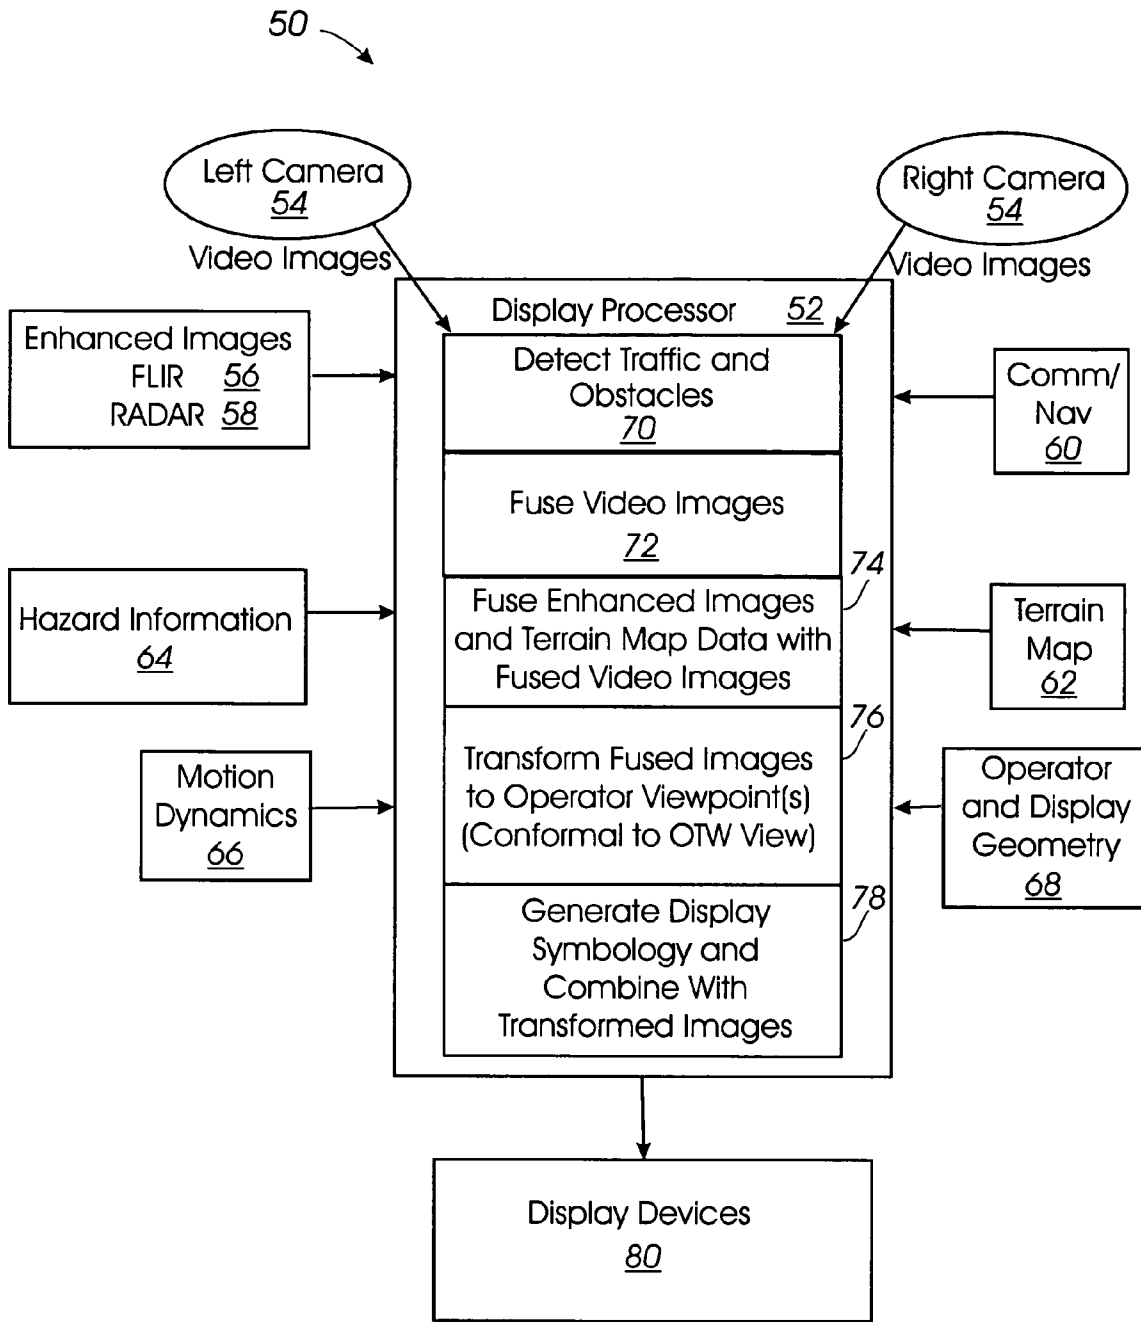 50
Left Camera
54
Right Camera
54
Video Images
Video Images
Display Processor 52
Enhanced Images
FLIR 56
RADAR 58
Detect Traffic and
Obstacles
70
Comm/
Nav
60
Fuse Video Images
72
74
Hazard Information
64
Fuse Enhanced Images
and Terrain Map Data with
Fused Video Images
Terrain
Map
62
76
Motion
Dynamics
66
Transform Fused Images
to Operator Viewpoint(s)
(Conformal to OTW View)
Operator
and Display
Geometry
68
78
Generate Display
Symbology and
Combine With
Transformed Images
Display Devices
80